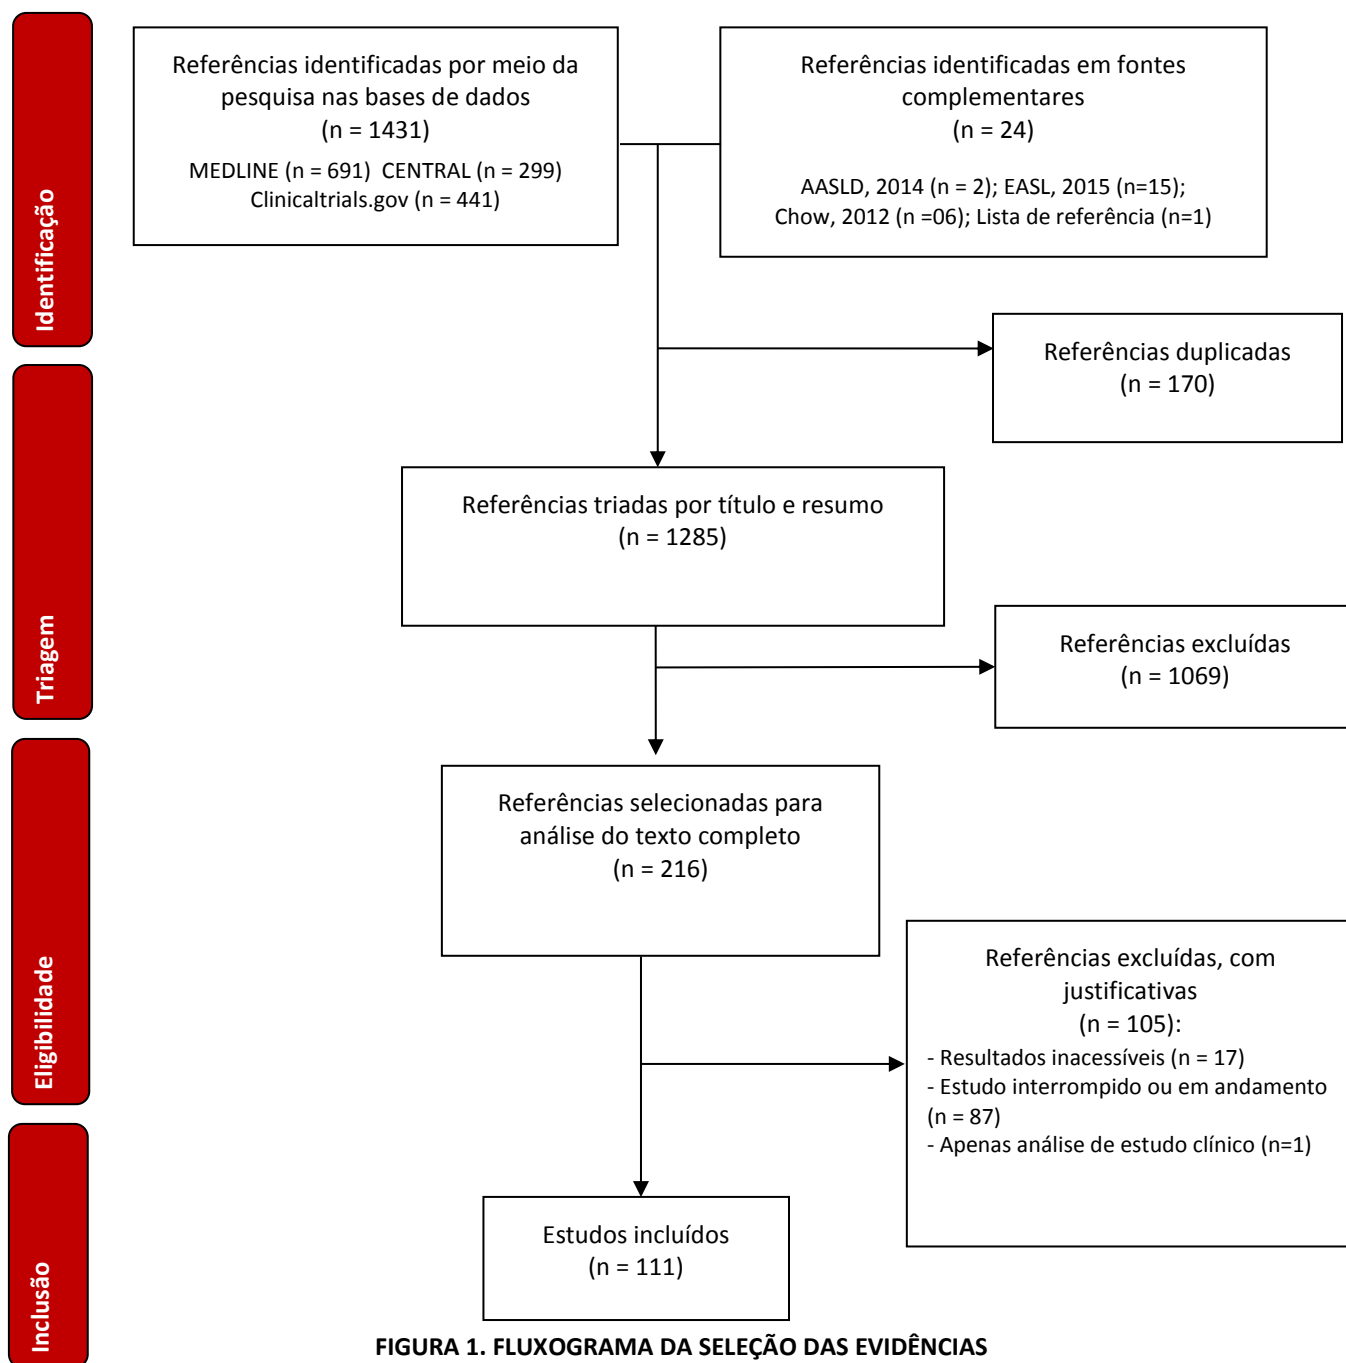 Identificação
Referências identificadas por meio da
pesquisa nas bases de dados
(n = 1431)
MEDLINE (n = 691)  CENTRAL (n = 299)
Clinicaltrials.gov (n = 441)
Referências identificadas em fontes
complementares
(n = 24)
AASLD, 2014 (n = 2); EASL, 2015 (n=15);
Chow, 2012 (n =06); Lista de referência (n=1)
Referências duplicadas
(n = 170)
Triagem
Referências triadas por título e resumo
(n = 1285)
Referências excluídas
(n = 1069)
Eligibilidade
Referências selecionadas para
análise do texto completo
(n = 216)
Referências excluídas, com
justificativas
(n = 105):
- Resultados inacessíveis (n = 17)
- Estudo interrompido ou em andamento
(n = 87)
- Apenas análise de estudo clínico (n=1)
Inclusão
Estudos incluídos
(n = 111)
FIGURA 1. FLUXOGRAMA DA SELEÇÃO DAS EVIDÊNCIAS